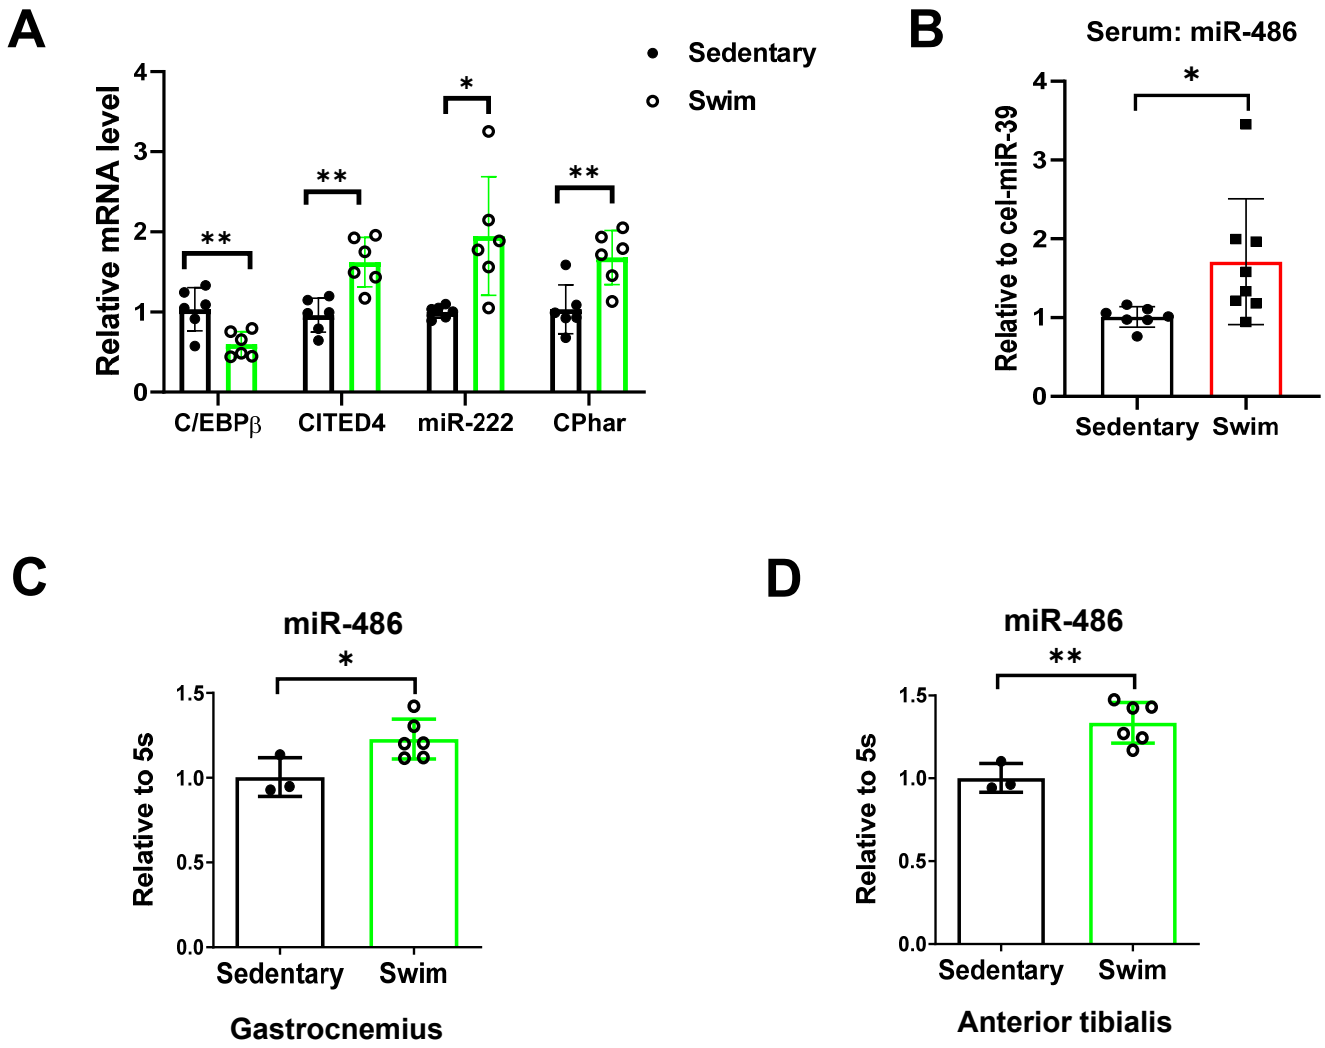 A
Sedentary
Swim
Relative mRNA level
4
3
2
1
0
*
**
**
**
C/EBPβ
CITED4
miR-222
CPhar
B
Serum: miR-486
*
Relative to cel-miR-39
4
3
2
1
0
Sedentary
Swim
C
miR-486
*
Relative to 5s
1.5
1.0
0.5
0.0
Sedentary
Swim
Gastrocnemius
D
miR-486
**
Relative to 5s
1.5
1.0
0.5
0.0
Sedentary
Swim
Anterior tibialis